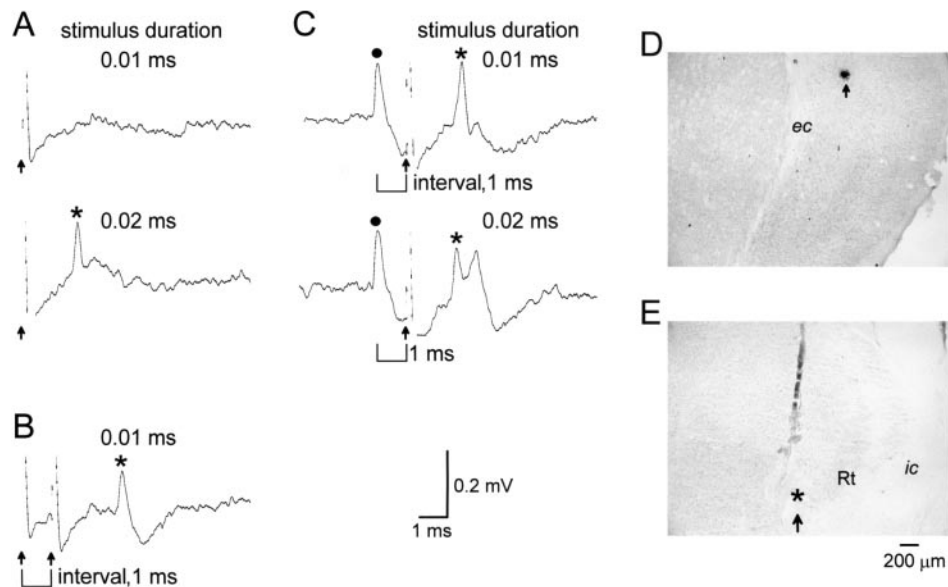 A
stimulus duration
0.01 ms
*
0.02 ms
B
0.01 ms
*
interval,1 ms
C
stimulus duration
0.01 ms
*
interval,1 ms
0.02 ms
*
1 ms
0.2 mV
1 ms
D
ec
E
Rt
ic
*
200 μm